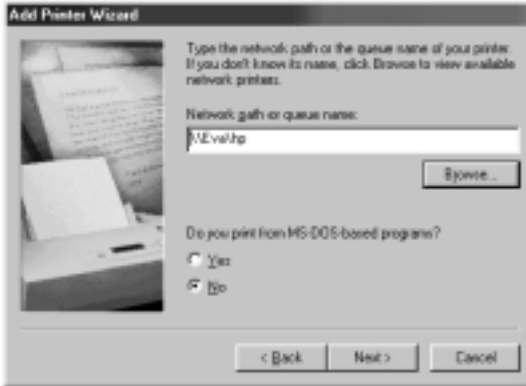 Add Printer Wizard
Type the network path or the queue name of your printer.
If you don't know its name, click Browse to view available
network printers.
Network path or queue name:
\\Eva\hp
Browse...
Do you print from MS-DOS-based programs?
Yes
No
< Back
Next >
Cancel